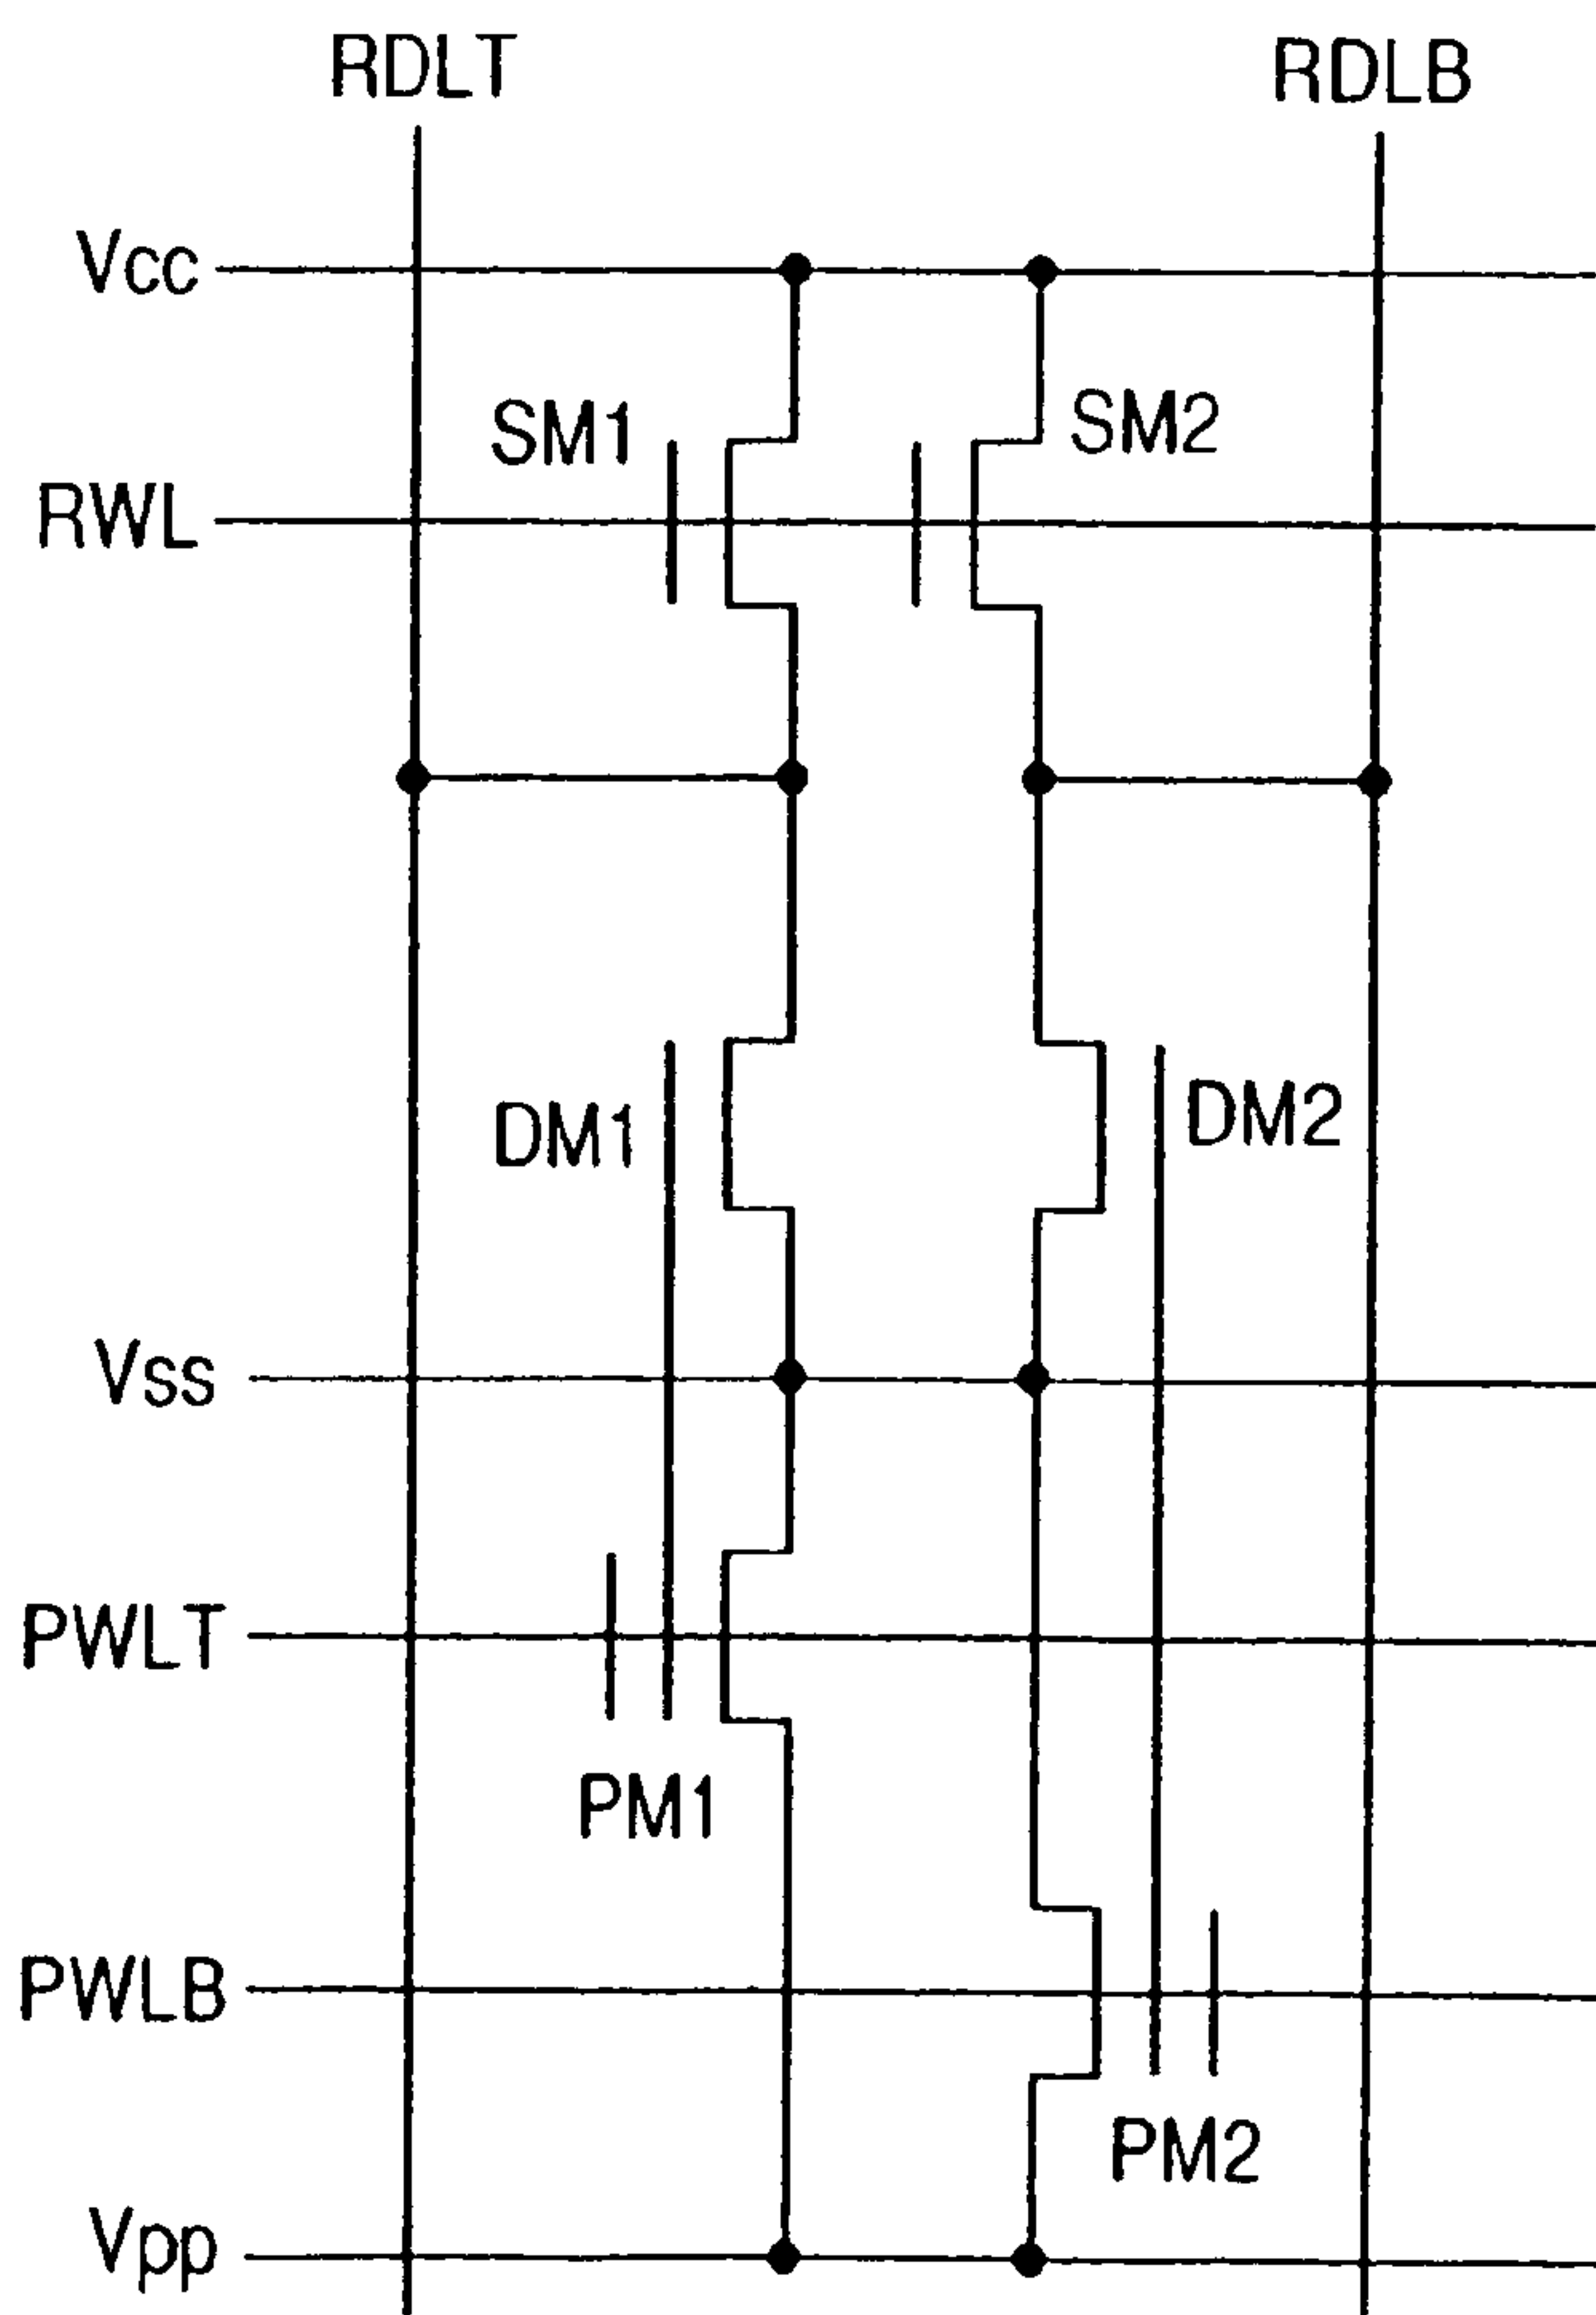 RDLT
RDLB
Vcc
SM1
SM2
RWL
DM1
DM2
Vss
PWLT
PM1
PWLB
PM2
Vpp